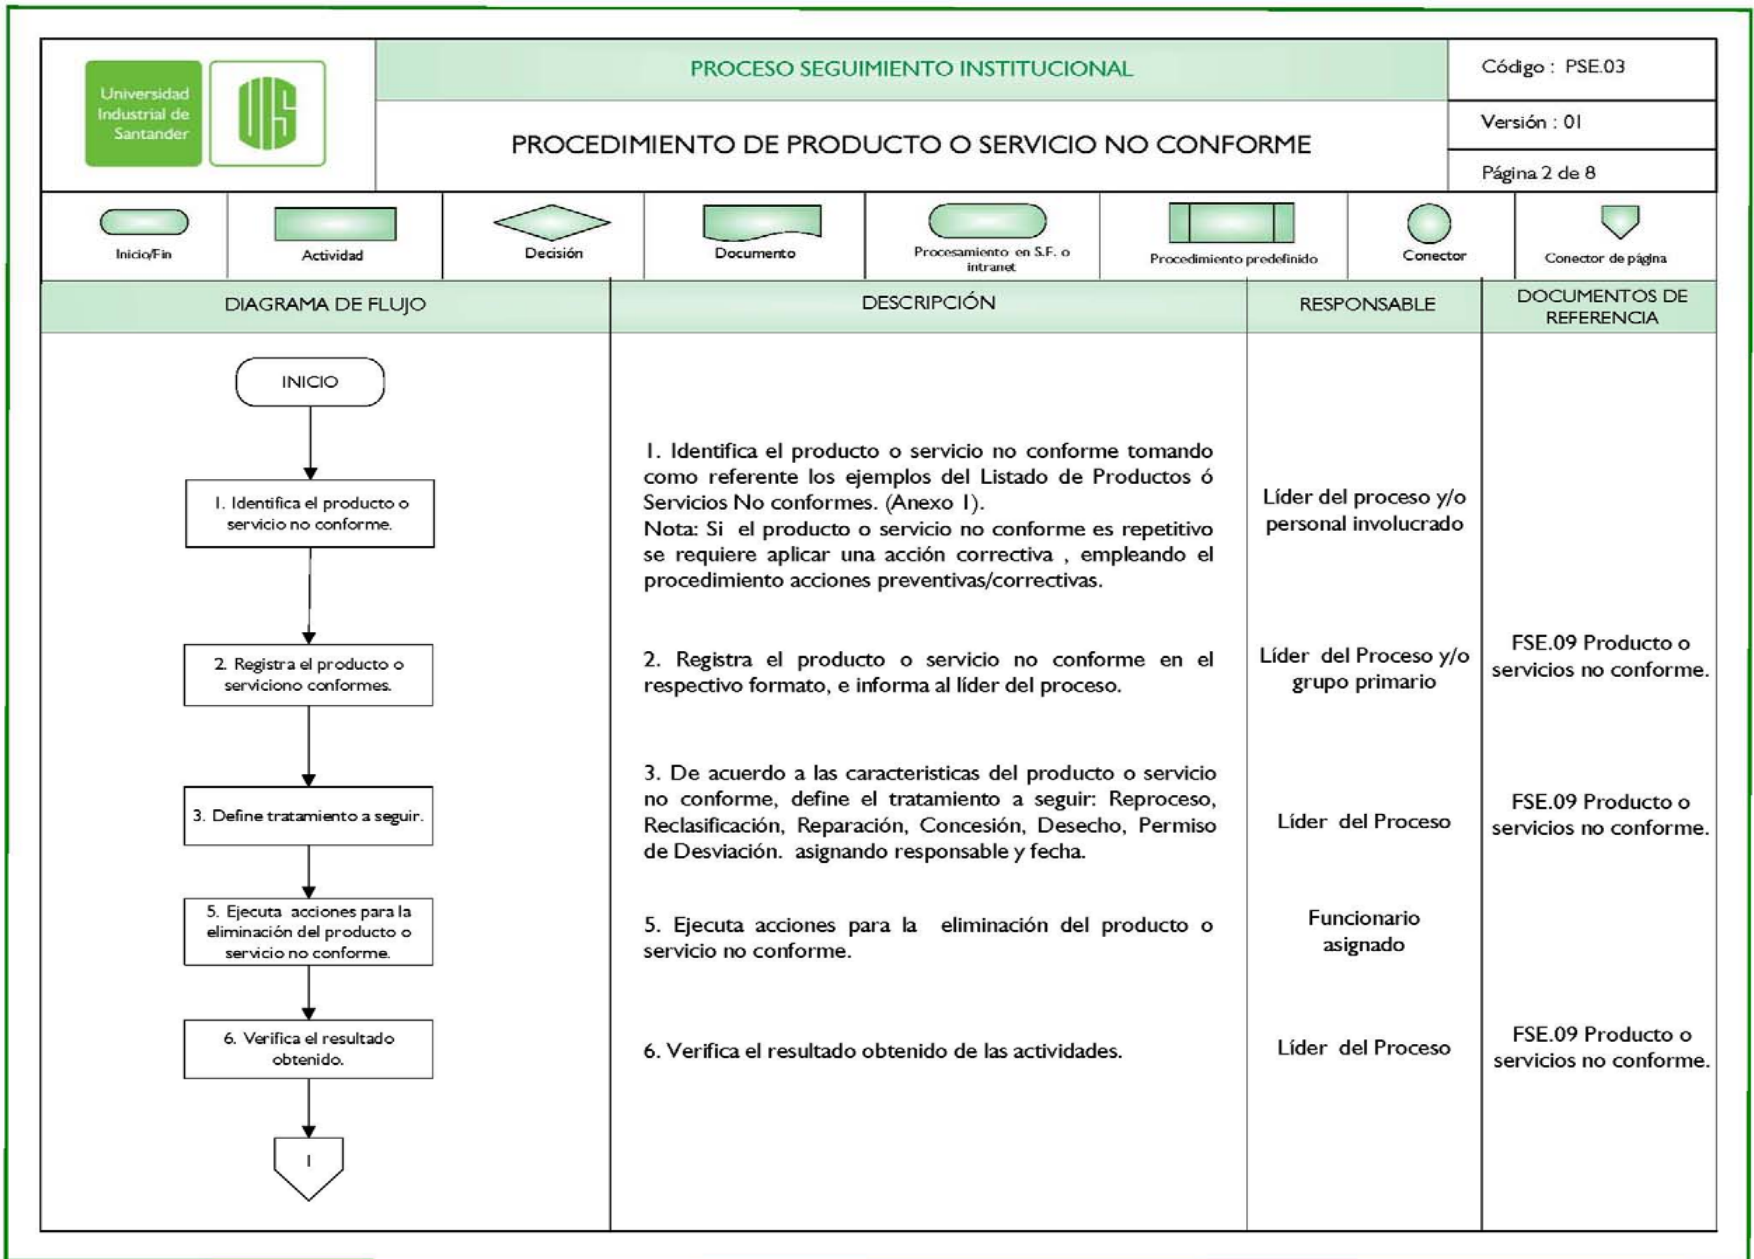 Universidad
Industrial de
Santander
UIS
PROCESO SEGUIMIENTO INSTITUCIONAL
PROCEDIMIENTO DE PRODUCTO O SERVICIO NO CONFORME
Código : PSE.03
Versión : 01
Página 2 de 8
Inicio/Fin
Actividad
Decisión
Documento
Procesamiento en S.F. o
intranet
Procedimiento predefinido
Conector
Conector de página
DIAGRAMA DE FLUJO
DESCRIPCIÓN
RESPONSABLE
DOCUMENTOS DE
REFERENCIA
INICIO
1. Identifica el producto o
servicio no conforme.
1. Identifica el producto o servicio no conforme tomando
como referente los ejemplos del Listado de Productos ó
Servicios No conformes. (Anexo 1).
Nota: Si el producto o servicio no conforme es repetitivo
se requiere aplicar una acción correctiva , empleando el
procedimiento acciones preventivas/correctivas.
Líder del proceso y/o
personal involucrado
2. Registra el producto o
serviciono conformes.
2. Registra el producto o servicio no conforme en el
respectivo formato, e informa al líder del proceso.
Líder del Proceso y/o
grupo primario
FSE.09 Producto o
servicios no conforme.
3. Define tratamiento a seguir.
3. De acuerdo a las caracteristicas del producto o servicio
no conforme, define el tratamiento a seguir: Reproceso,
Reclasificación, Reparación, Concesión, Desecho, Permiso
de Desviación. asignando responsable y fecha.
Líder del Proceso
FSE.09 Producto o
servicios no conforme.
5. Ejecuta acciones para la
eliminación del producto o
servicio no conforme.
5. Ejecuta acciones para la eliminación del producto o
servicio no conforme.
Funcionario
asignado
6. Verifica el resultado
obtenido.
6. Verifica el resultado obtenido de las actividades.
Líder del Proceso
FSE.09 Producto o
servicios no conforme.
1